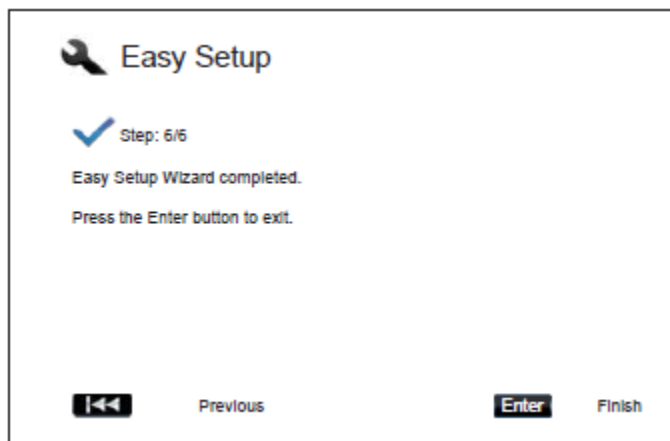 Easy Setup
Step: 6/6
Easy Setup Wizard completed.
Press the Enter button to exit.
Previous
Enter Finish